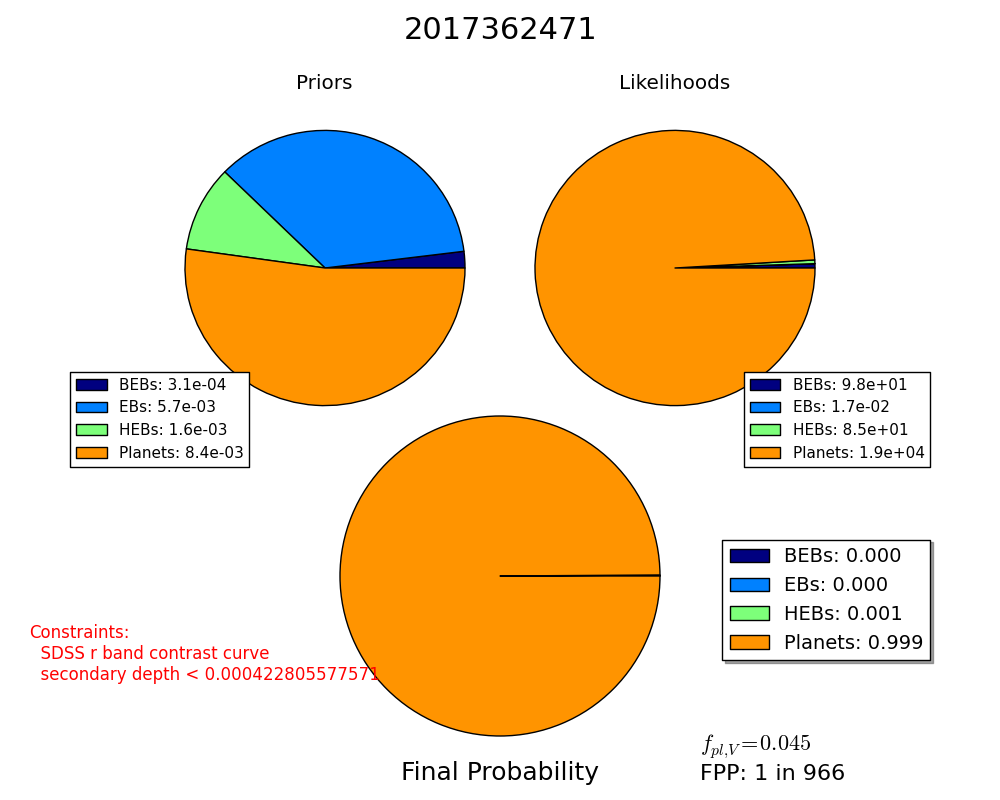 2017362471
Priors
Likelihoods
BEBs: 3.1e-04
EBs: 5.7e-03
HEBs: 1.6e-03
Planets: 8.4e-03
BEBs: 9.8e+01
EBs: 1.7e-02
HEBs: 8.5e+01
Planets: 1.9e+04
BEBs: 0.000
EBs: 0.000
HEBs: 0.001
Planets: 0.999
Constraints:
SDSS r band contrast curve
secondary depth < 0.000422805577571
f_{pl,V}=0.045
Final Probability
FPP: 1 in 966